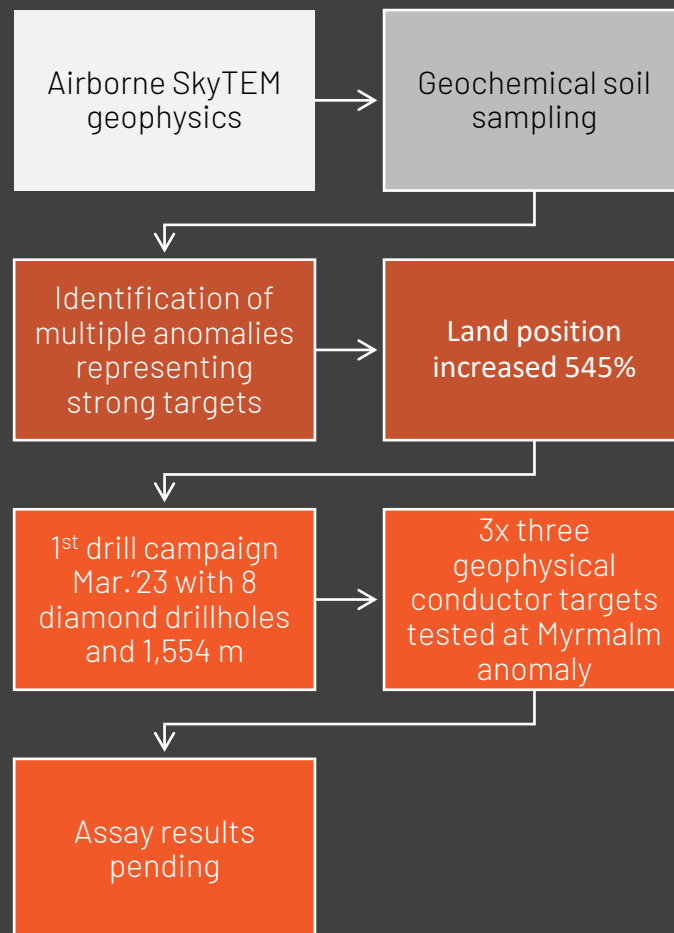 Airborne SkyTEM
geophysics
Geochemical soil
sampling
Identification of
multiple anomalies
representing
strong targets
Land position
increased 545%
1st drill campaign
Mar.’23 with 8
diamond drillholes
and 1,554 m
3x three
geophysical
conductor targets
tested at Myrmalm
anomaly
Assay results
pending